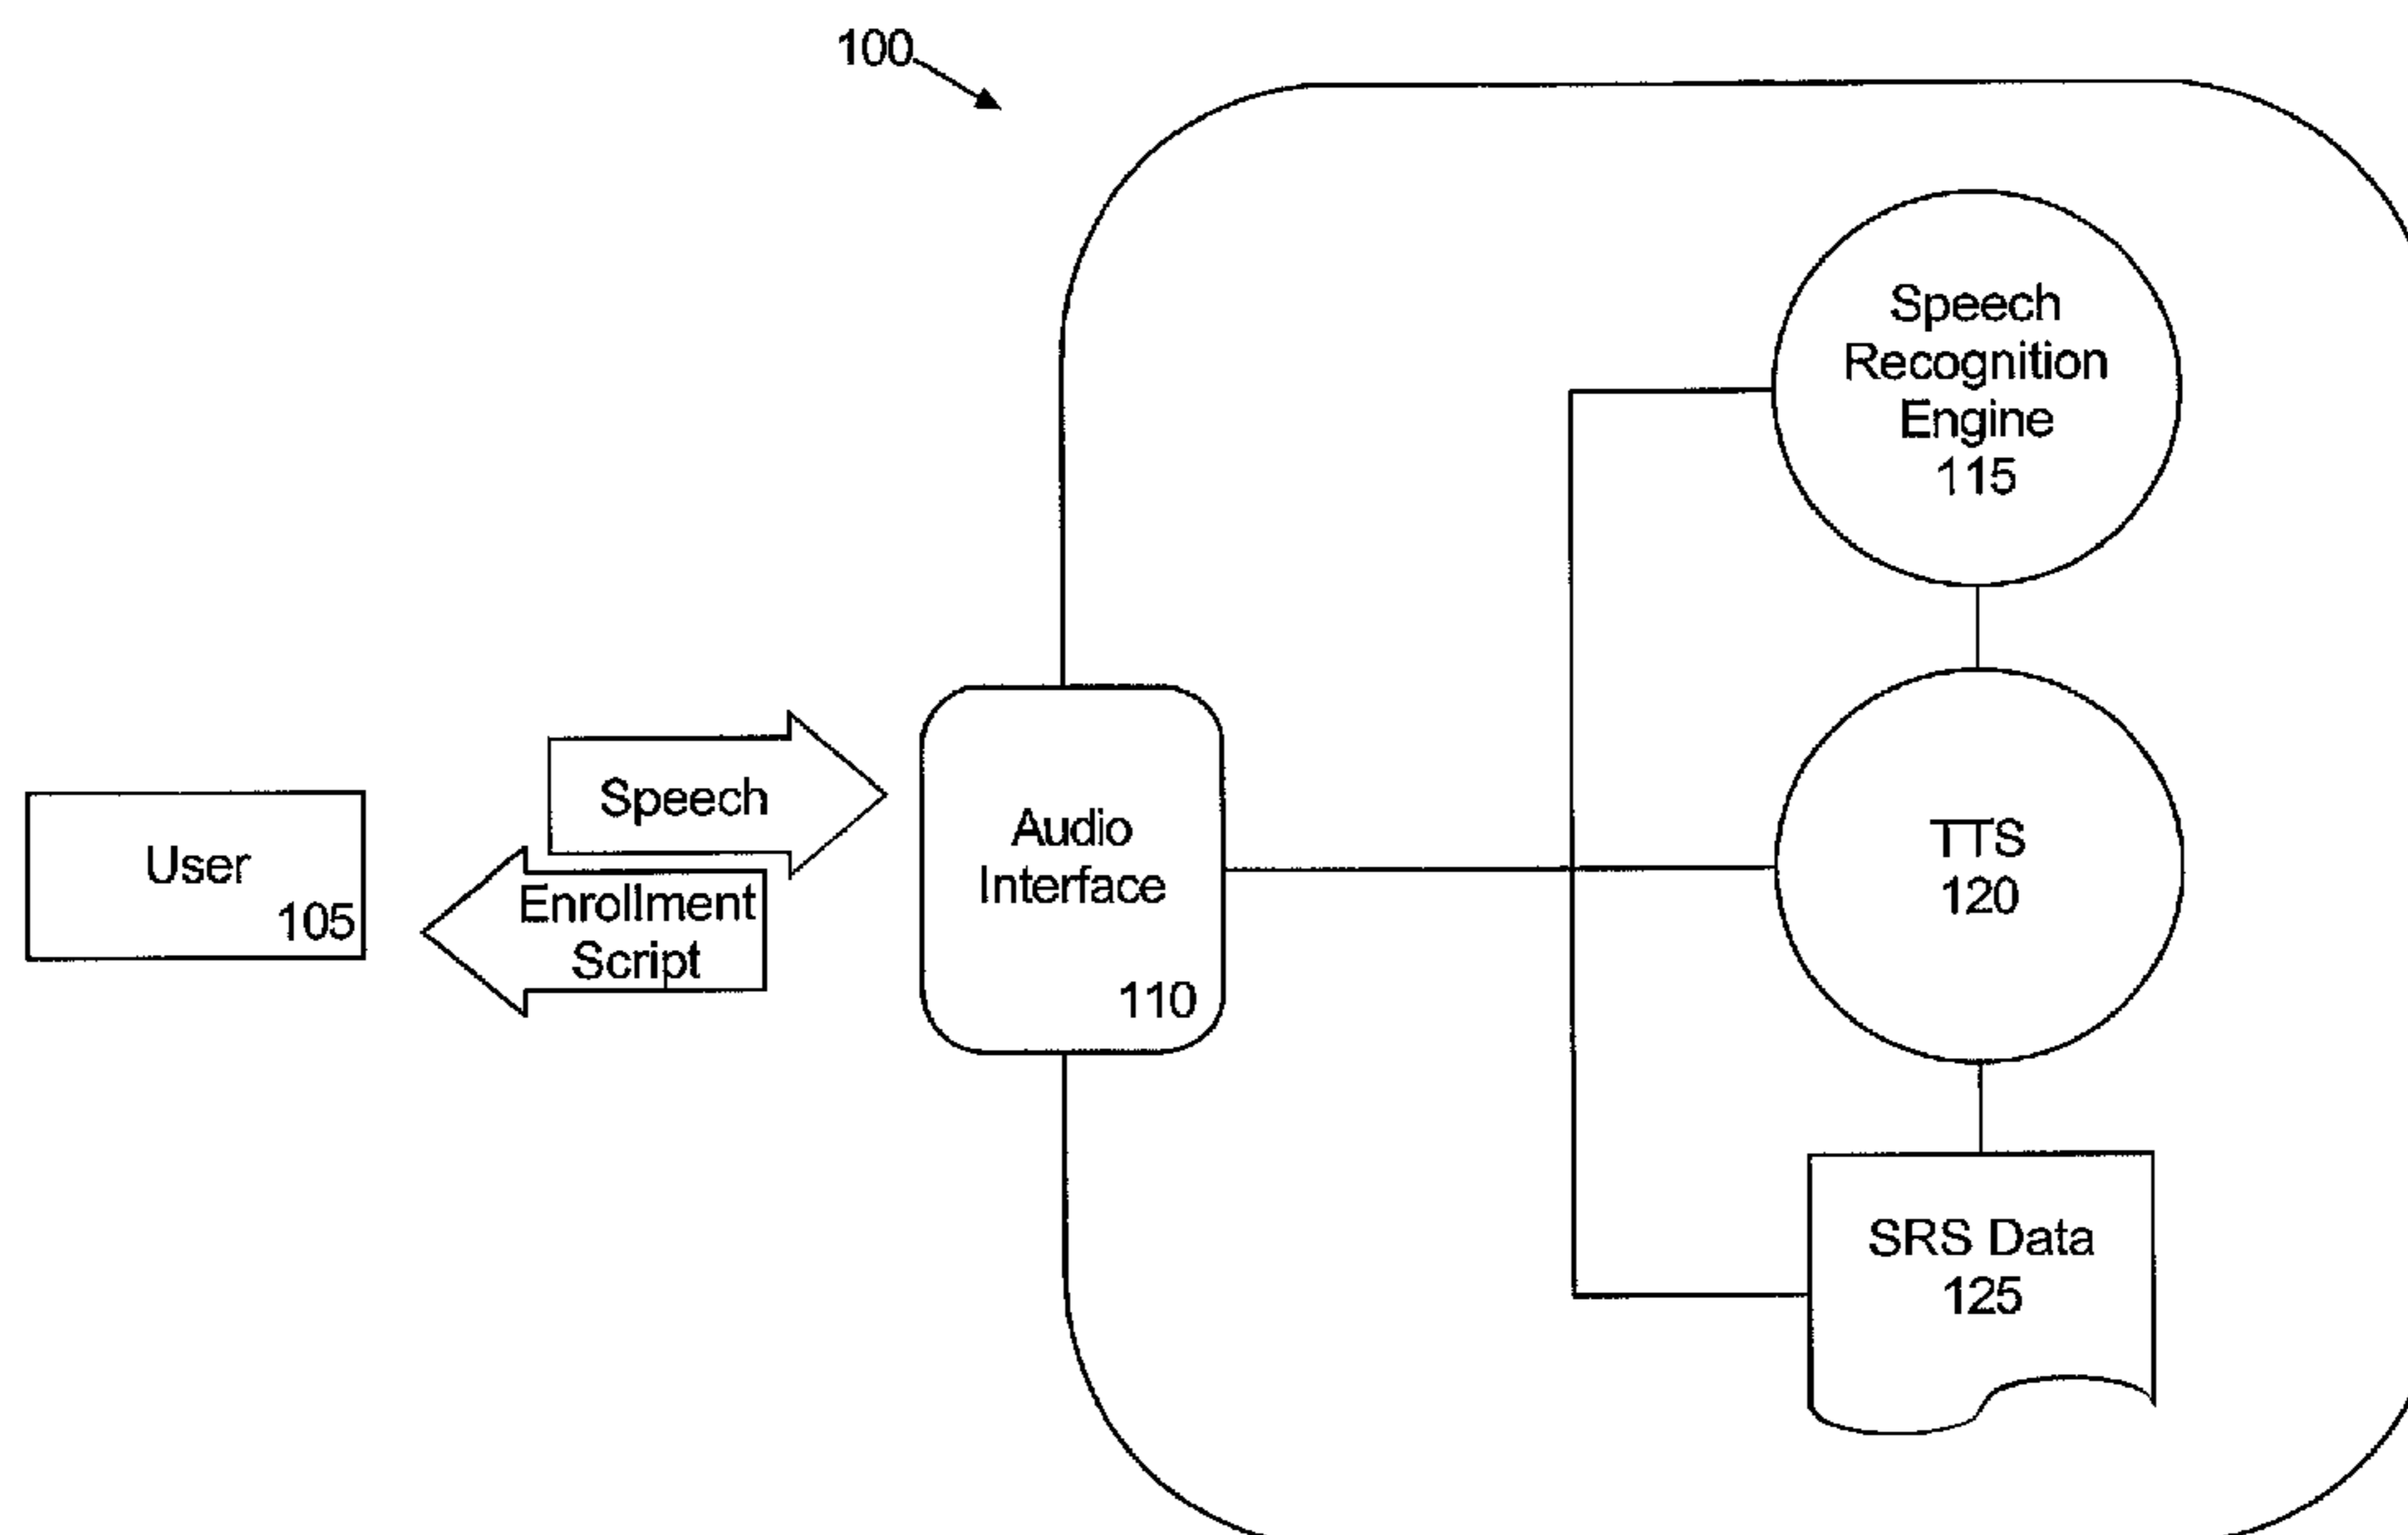 100
Speech
Recognition
Engine
115
Speech
Enrollment
Script
User
105
Audio
Interface
110
TTS
120
SRS Data
125